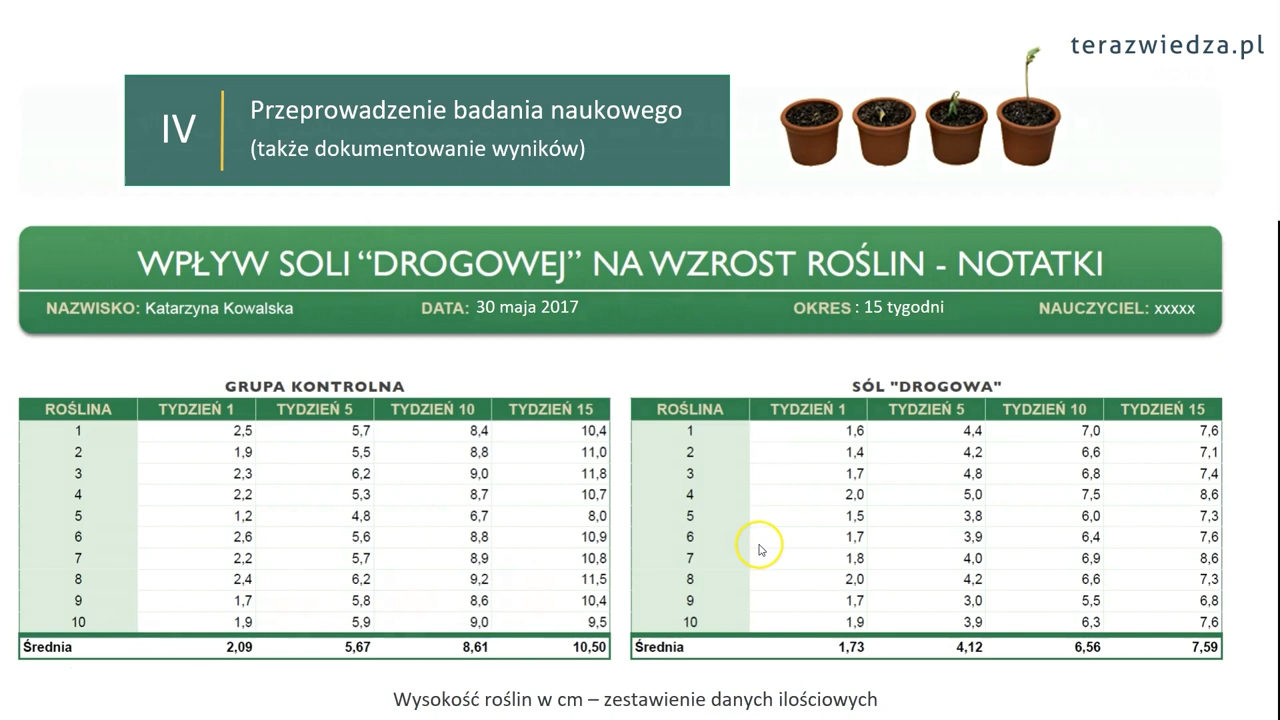 terazwiedza.pl
IV
Przeprowadzenie badania naukowego
(także dokumentowanie wyników)
WPŁYW SOLI “DROGOWEJ” NA WZROST ROŚLIN - NOTATKI
NAZWISKO: Katarzyna Kowalska DATA: 30 maja 2017 OKRES : 15 tygodni NAUCZYCIEL: xxxxx
GRUPA KONTROLNA
ROŚLINA TYDZIEŃ 1 TYDZIEŃ 5 TYDZIEŃ 10 TYDZIEŃ 15
1 2,5 5,7 8,4 10,4
2 1,9 5,5 8,8 11,0
3 2,3 6,2 9,0 11,8
4 2,2 5,3 8,7 10,7
5 1,2 4,8 6,7 8,0
6 2,6 5,6 8,8 10,9
7 2,2 5,7 8,9 10,8
8 2,4 6,2 9,2 11,5
9 1,7 5,8 8,6 10,4
10 1,9 5,9 9,0 9,5
Średnia 2,09 5,67 8,61 10,50
SÓL "DROGOWA"
ROŚLINA TYDZIEŃ 1 TYDZIEŃ 5 TYDZIEŃ 10 TYDZIEŃ 15
1 1,6 4,4 7,0 7,6
2 1,4 4,2 6,6 7,1
3 1,7 4,8 6,8 7,4
4 2,0 5,0 7,5 8,6
5 1,5 3,8 6,0 7,3
6 1,7 3,9 6,4 7,6
7 1,8 4,0 6,9 8,6
8 2,0 4,2 6,6 7,3
9 1,7 3,0 5,5 6,8
10 1,9 3,9 6,3 7,6
Średnia 1,73 4,12 6,56 7,59
Wysokość roślin w cm – zestawienie danych ilościowych